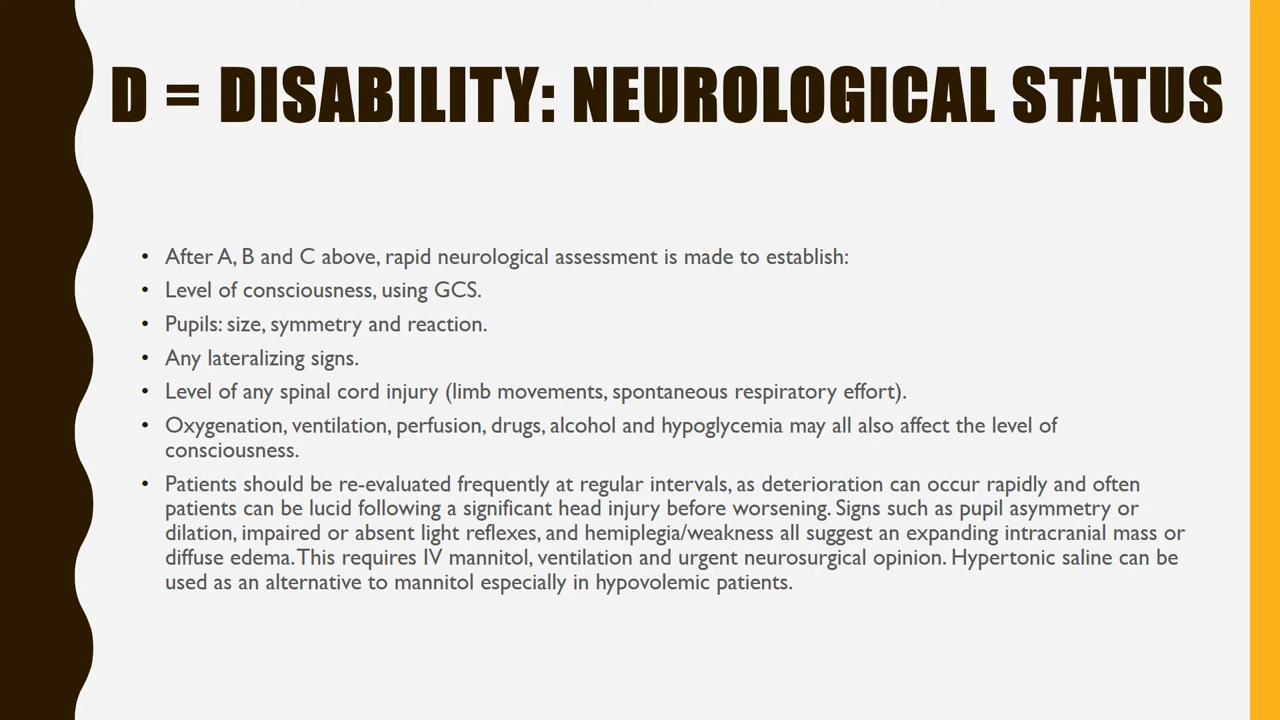 D = DISABILITY: NEUROLOGICAL STATUS
• After A, B and C above, rapid neurological assessment is made to establish:
• Level of consciousness, using GCS.
• Pupils: size, symmetry and reaction.
• Any lateralizing signs.
• Level of any spinal cord injury (limb movements, spontaneous respiratory effort).
• Oxygenation, ventilation, perfusion, drugs, alcohol and hypoglycemia may all also affect the level of
consciousness.
• Patients should be re-evaluated frequently at regular intervals, as deterioration can occur rapidly and often
patients can be lucid following a significant head injury before worsening. Signs such as pupil asymmetry or
dilation, impaired or absent light reflexes, and hemiplegia/weakness all suggest an expanding intracranial mass or
diffuse edema. This requires IV mannitol, ventilation and urgent neurosurgical opinion. Hypertonic saline can be
used as an alternative to mannitol especially in hypovolemic patients.